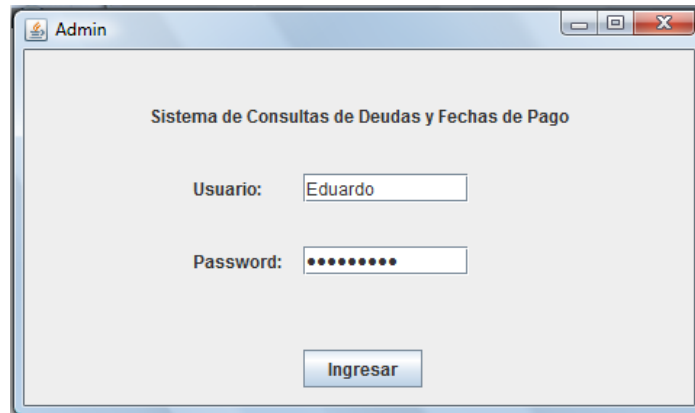 Admin
Sistema de Consultas de Deudas y Fechas de Pago
Usuario: Eduardo
Password: •••••••••
Ingresar